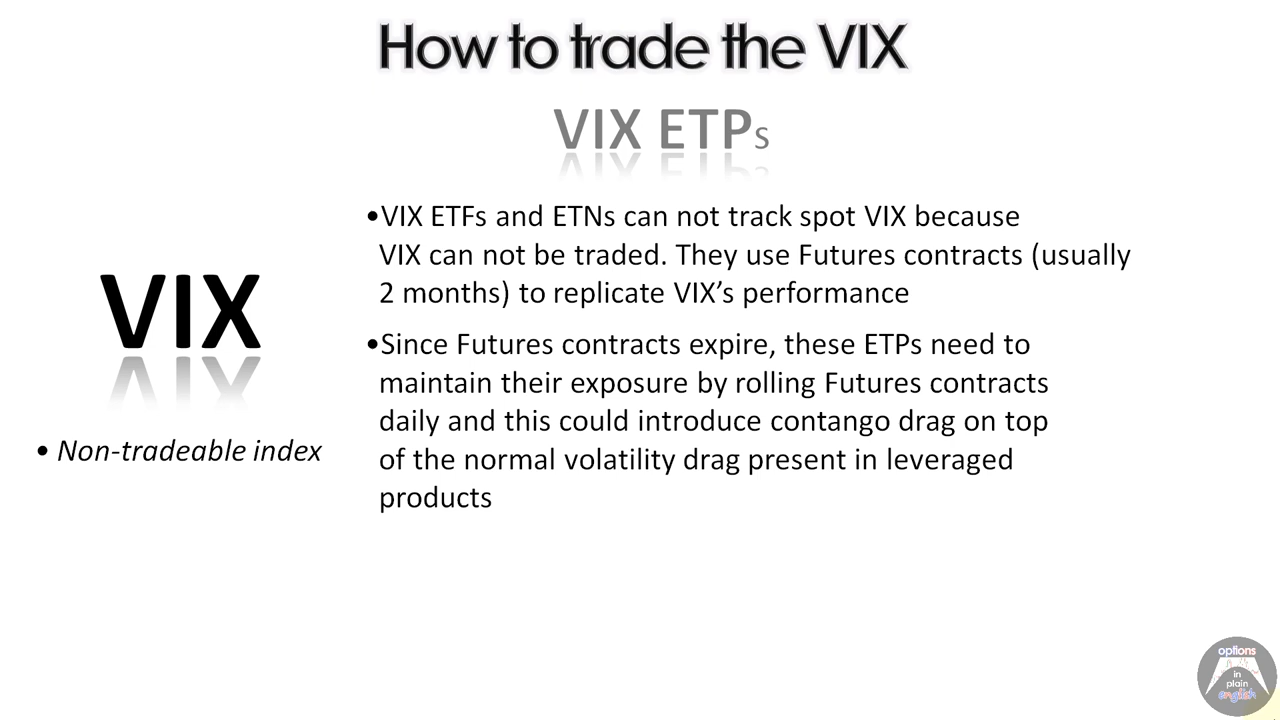 How to trade the VIX
VIX ETPs
•VIX ETFs and ETNs can not track spot VIX because
VIX can not be traded. They use Futures contracts (usually
2 months) to replicate VIX’s performance
VIX
•Since Futures contracts expire, these ETPs need to
maintain their exposure by rolling Futures contracts
daily and this could introduce contango drag on top
of the normal volatility drag present in leveraged
products
• Non-tradeable index
options
in
plain
english